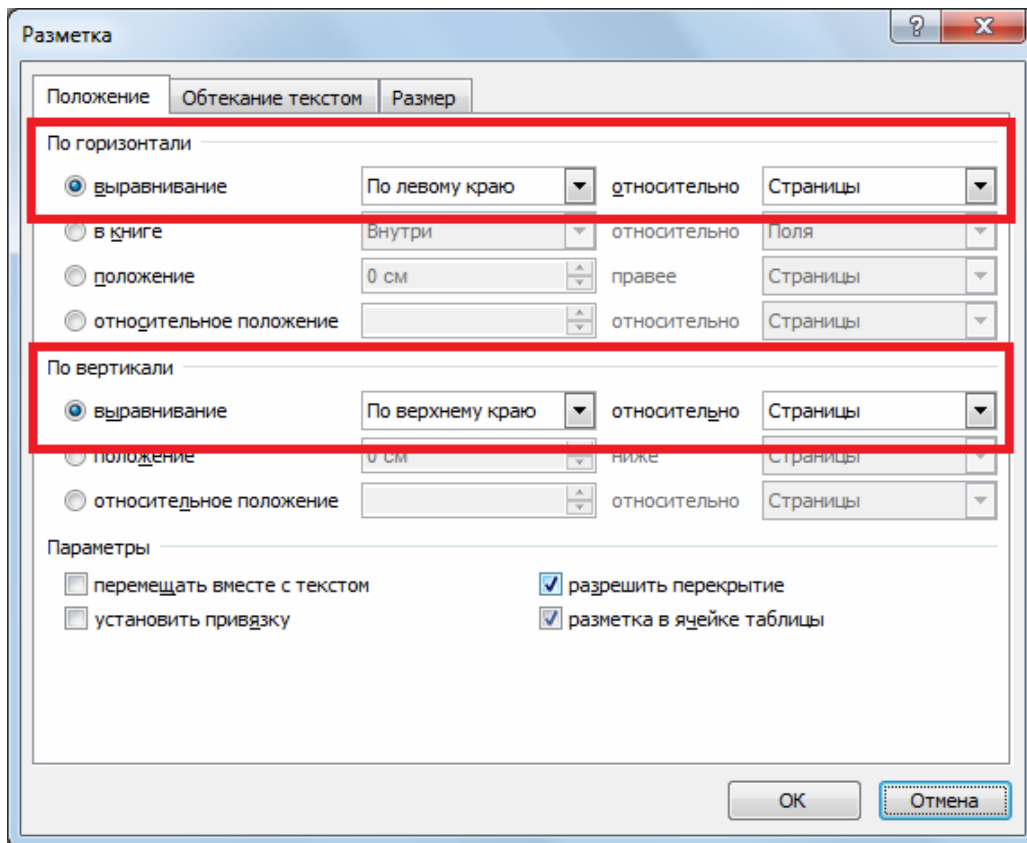 Разметка
Положение Обтекание текстом Размер
По горизонтали
выравнивание По левому краю относительно Страницы
в книге Внутри относительно Поля
положение 0 см правее Страницы
относительное положение относительно Страницы
По вертикали
выравнивание По верхнему краю относительно Страницы
положение 0 см ниже Страницы
относительное положение относительно Страницы
Параметры
перемещать вместе с текстом разрешить перекрытие
установить привязку разметка в ячейке таблицы
ОК Отмена